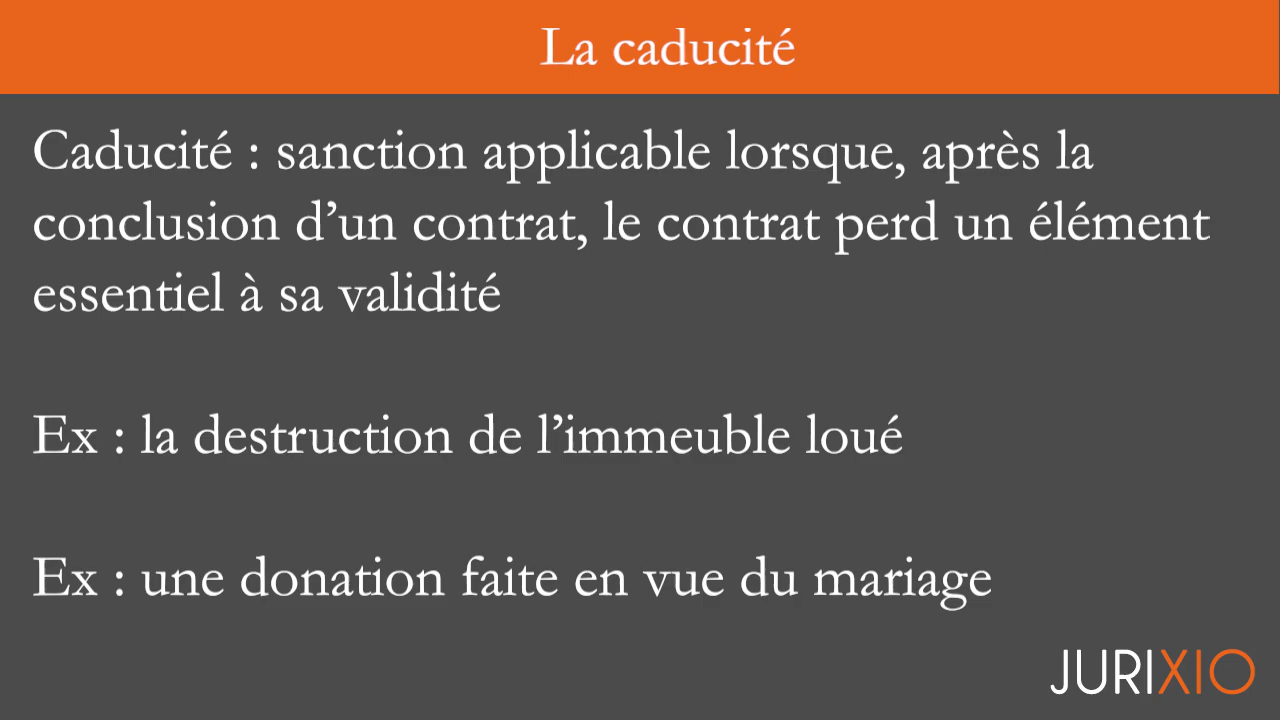 La caducité
Caducité : sanction applicable lorsque, après la
conclusion d’un contrat, le contrat perd un élément
essentiel à sa validité
Ex : la destruction de l’immeuble loué
Ex : une donation faite en vue du mariage
JURIXIO